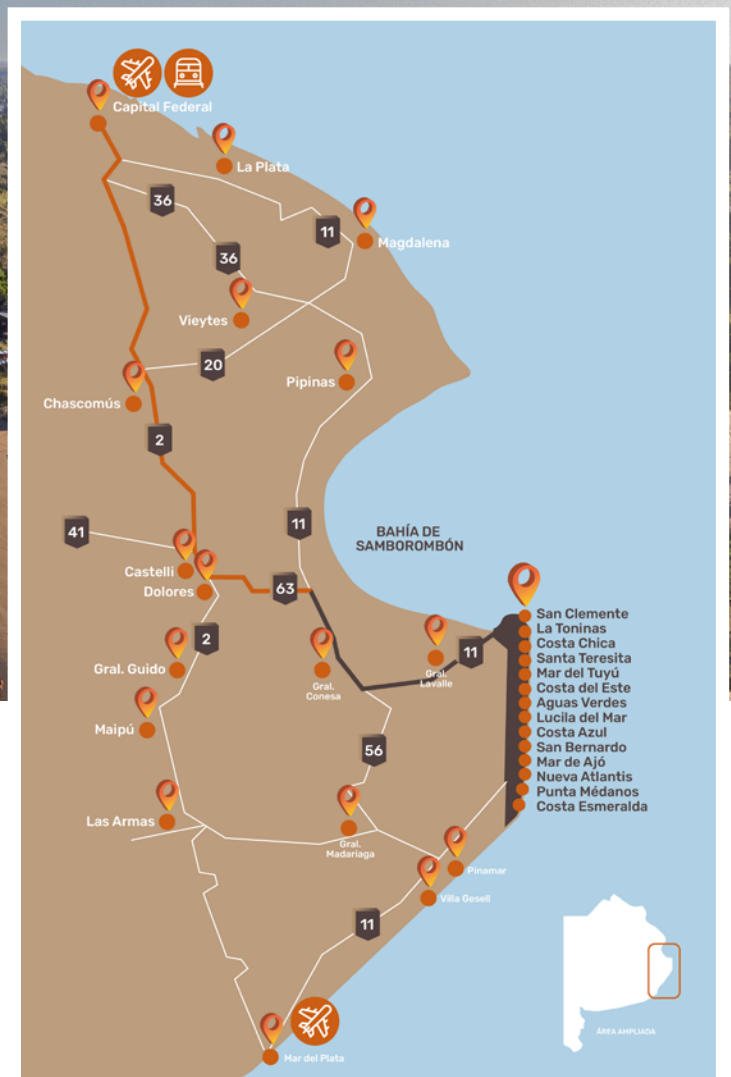 Capital Federal
La Plata
36
11
Magdalena
36
Vieytes
20
Pipinas
Chascomús
2
11
41
BAHÍA DE
SAMBOROMBÓN
Castelli
Dolores
63
San Clemente
La Toninas
Costa Chica
Santa Teresita
Mar del Tuyú
Costa del Este
Aguas Verdes
Lucila del Mar
Costa Azul
San Bernardo
Mar de Ajó
Nueva Atlantis
Punta Médanos
Costa Esmeralda
2
Gral. Guido
Gral.
Conesa
Gral.
Lavalle
11
Maipú
56
Las Armas
Gral.
Madariaga
Pinamar
Villa Gesell
11
Mar del Plata
ÁREA AMPLIADA